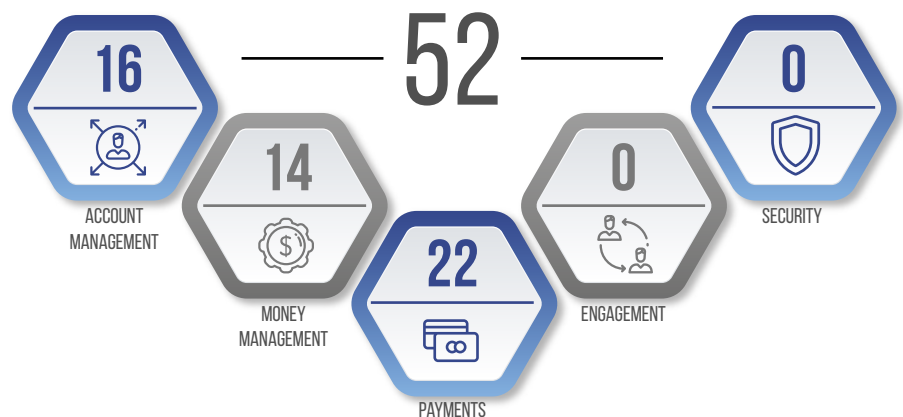 52
16
ACCOUNT
MANAGEMENT
14
$
MONEY
MANAGEMENT
22
PAYMENTS
0
ENGAGEMENT
0
SECURITY